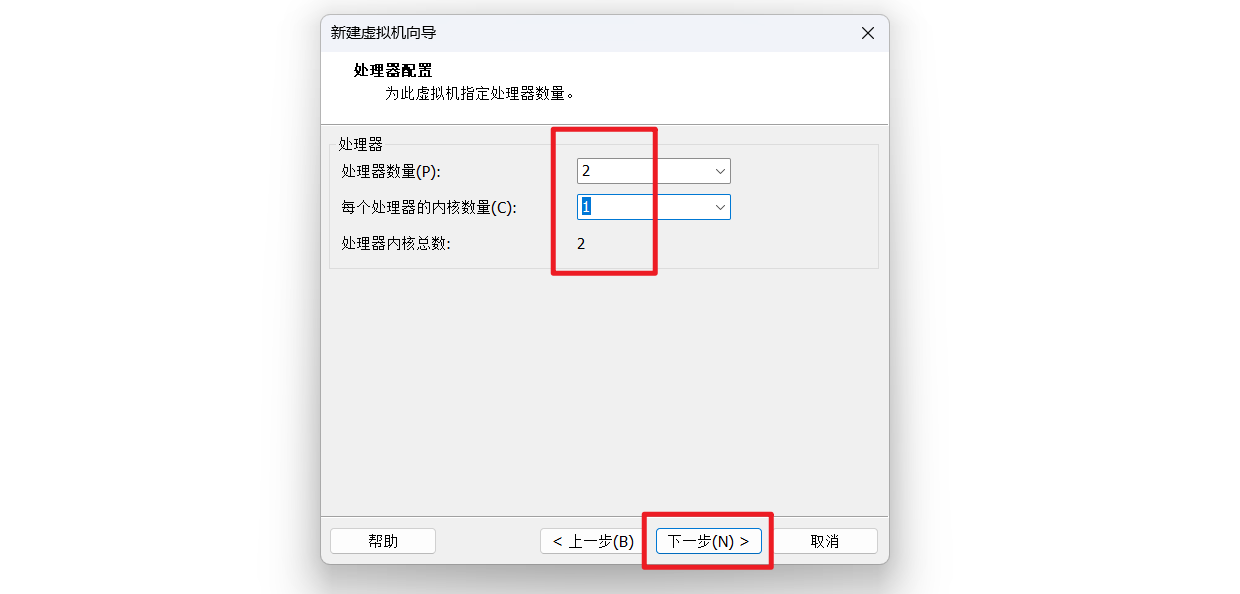 新建虚拟机向导
处理器配置
为此虚拟机指定处理器数量。
处理器
处理器数量(P): 2
每个处理器的内核数量(C): 1
处理器内核总数: 2
帮助 < 上一步(B) 下一步(N) > 取消